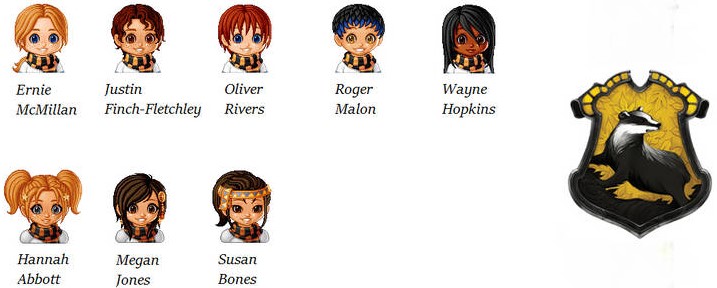 Ernie
McMillan
Justin
Finch-Fletchley
Oliver
Rivers
Roger
Malon
Wayne
Hopkins
Hannah
Abbott
Megan
Jones
Susan
Bones